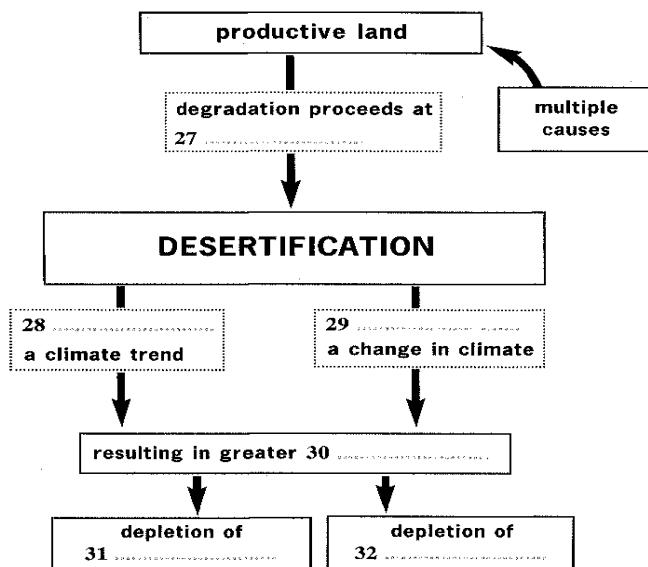 productive land
degradation proceeds at
27 ........................
multiple
causes
DESERTIFICATION
28 ........................
a climate trend
29 ........................
a change in climate
resulting in greater 30 ........................
depletion of
31 ........................
depletion of
32 ........................